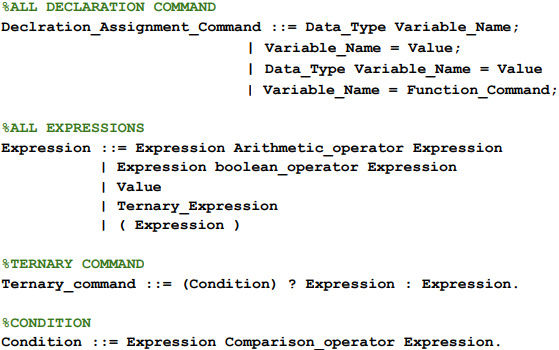 %ALL DECLARATION COMMAND
Declration_Assignment_Command ::= Data_Type Variable_Name;
| Variable_Name = Value;
| Data_Type Variable_Name = Value
| Variable_Name = Function_Command;
%ALL EXPRESSIONS
Expression ::= Expression Arithmetic_operator Expression
| Expression boolean_operator Expression
| Value
| Ternary_Expression
| ( Expression )
%TERNARY COMMAND
Ternary_command ::= (Condition) ? Expression : Expression.
%CONDITION
Condition ::= Expression Comparison_operator Expression.